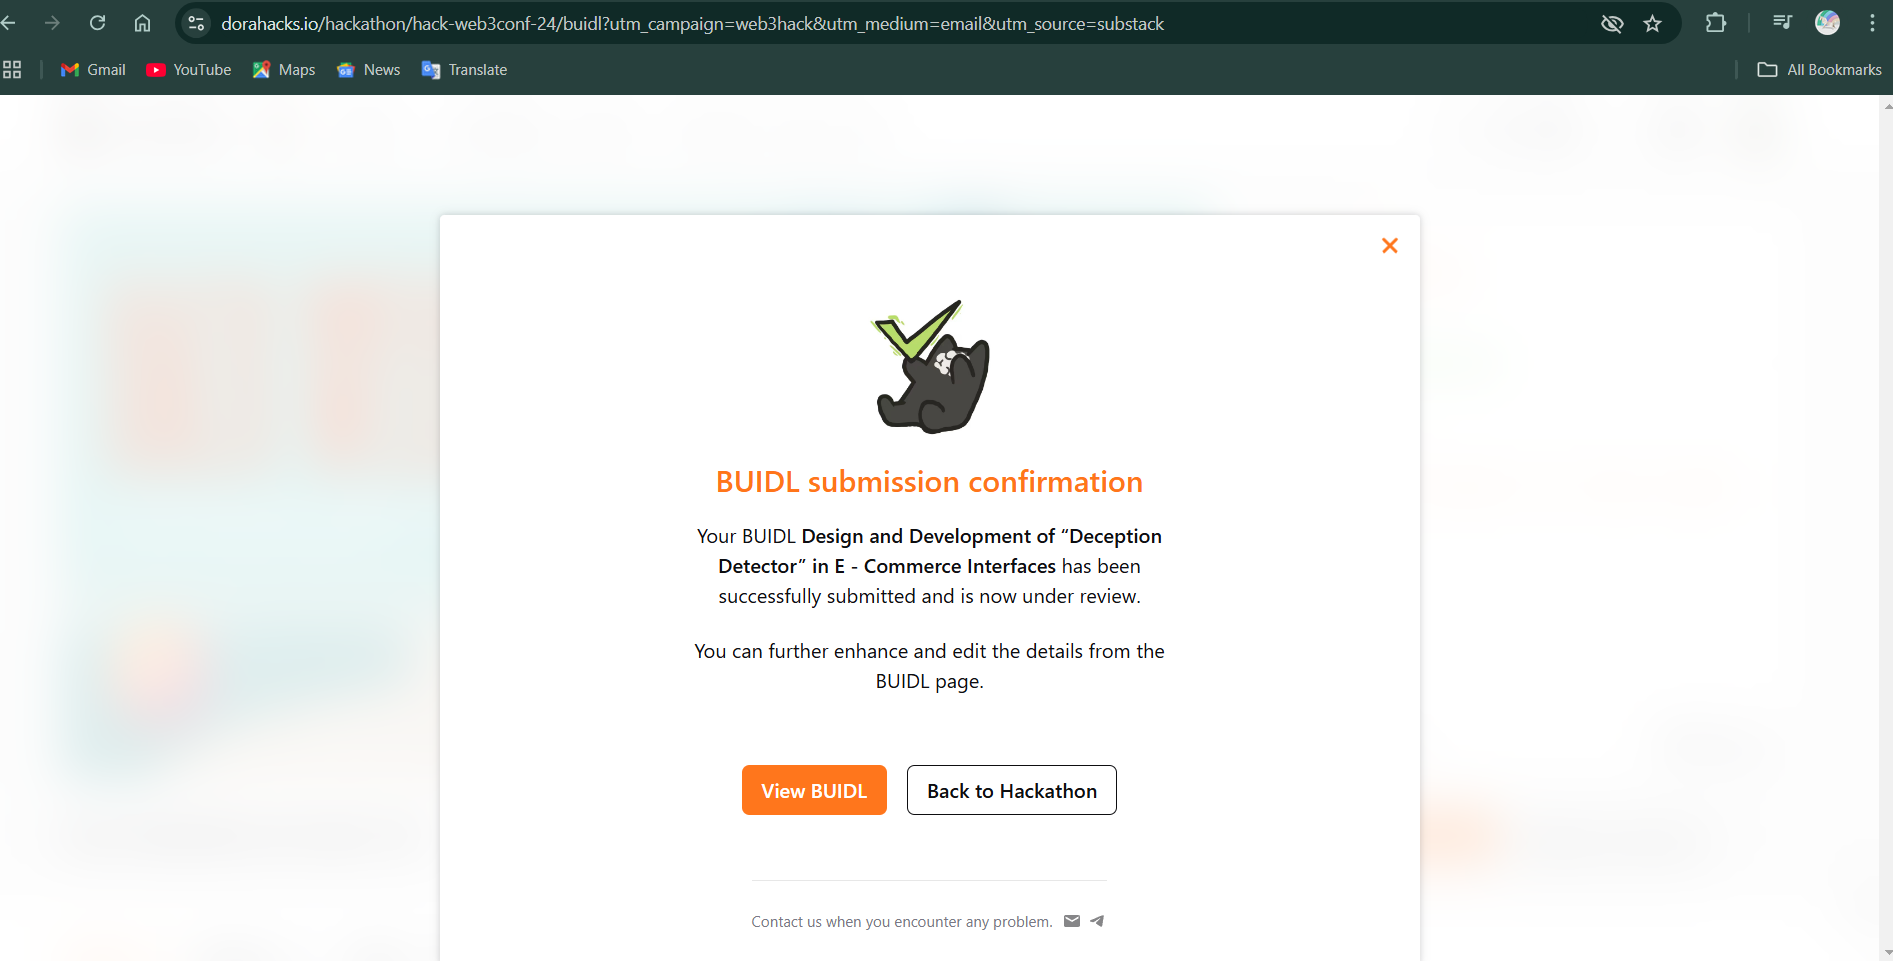 dorahacks.io/hackathon/hack-web3conf-24/buidl?utm_campaign=web3hack&utm_medium=email&utm_source=substack
Gmail YouTube Maps News Translate All Bookmarks
BUIDL submission confirmation
Your BUIDL Design and Development of “Deception
Detector” in E - Commerce Interfaces has been
successfully submitted and is now under review.
You can further enhance and edit the details from the
BUIDL page.
View BUIDL Back to Hackathon
Contact us when you encounter any problem.